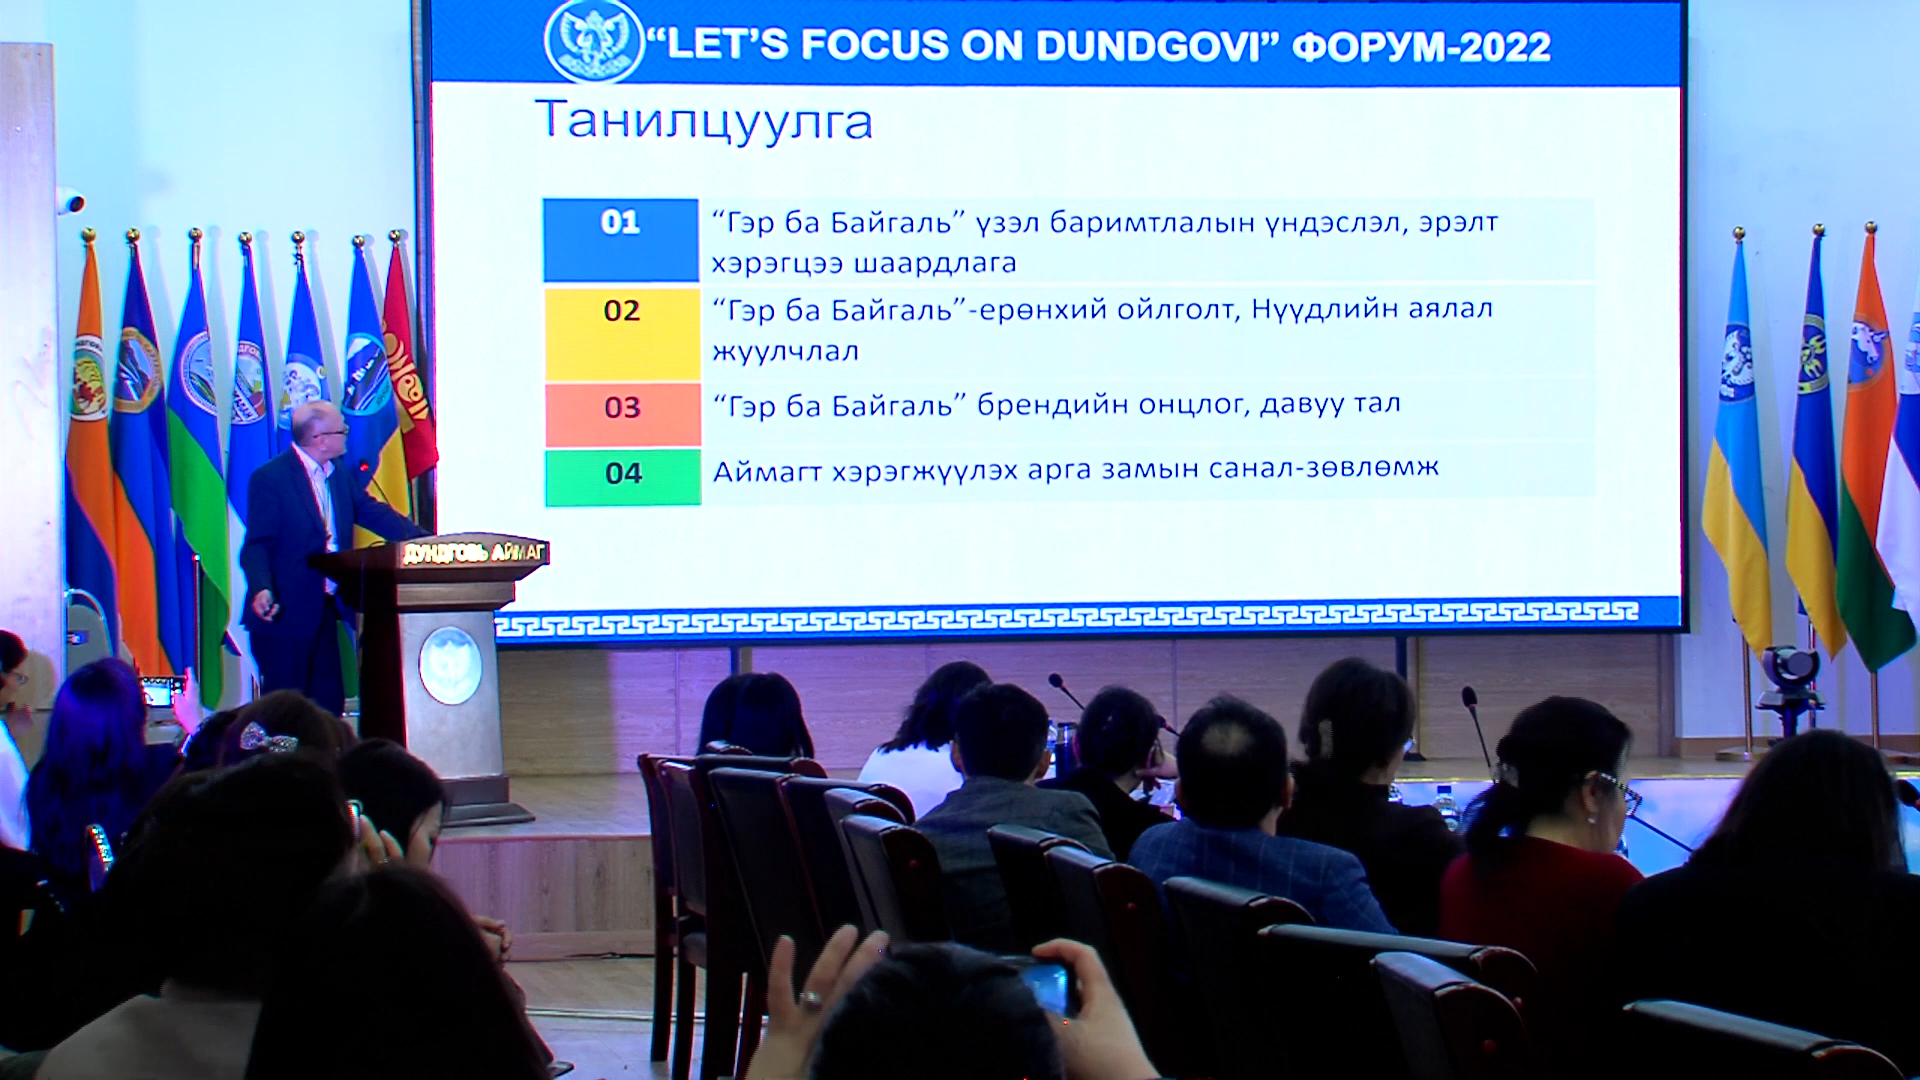 “LET’S FOCUS ON DUNDGOVI” ФОРУМ-2022
Танилцуулга
01
“Гэр ба Байгаль” үзэл баримтлалын үндэслэл, эрэлт
хэрэгцээ шаардлага
02
“Гэр ба Байгаль”-ерөнхий ойлголт, Нүүдлийн аялал
жуулчлал
03
“Гэр ба Байгаль” брендийн онцлог, давуу тал
04
Аймагт хэрэгжүүлэх арга замын санал-зөвлөмж
ДУНДГОВЬ АЙМАГ